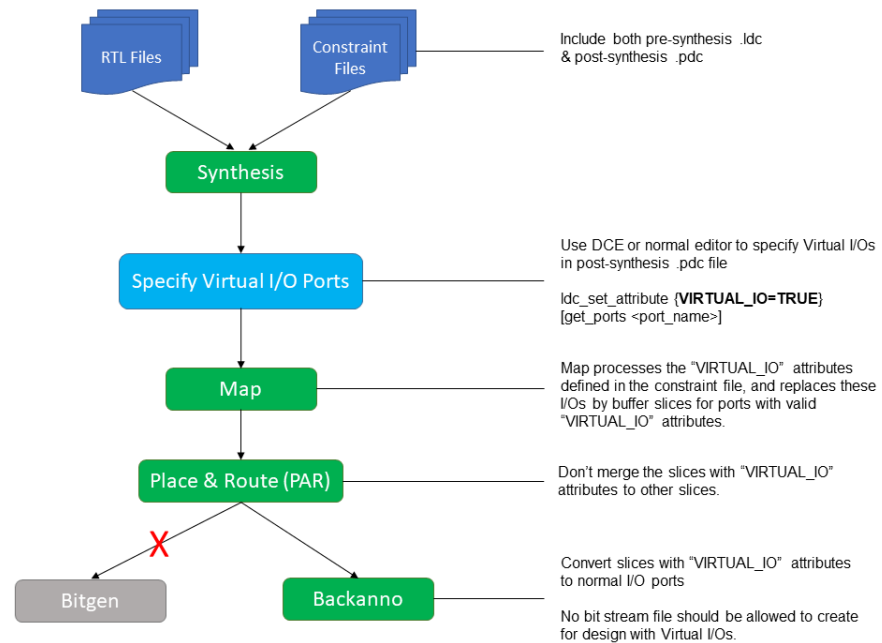 RTL Files
Constraint
Files
Include both pre-synthesis .ldc
& post-synthesis .pdc
Synthesis
Specify Virtual I/O Ports
Use DCE or normal editor to specify Virtual I/Os
in post-synthesis .pdc file
ldc_set_attribute {VIRTUAL_IO=TRUE}
[get_ports <port_name>]
Map
Map processes the “VIRTUAL_IO” attributes
defined in the constraint file, and replaces these
I/Os by buffer slices for ports with valid
“VIRTUAL_IO” attributes.
Place & Route (PAR)
Don’t merge the slices with “VIRTUAL_IO”
attributes to other slices.
X
Bitgen
Backanno
Convert slices with “VIRTUAL_IO” attributes
to normal I/O ports
No bit stream file should be allowed to create
for design with Virtual I/Os.